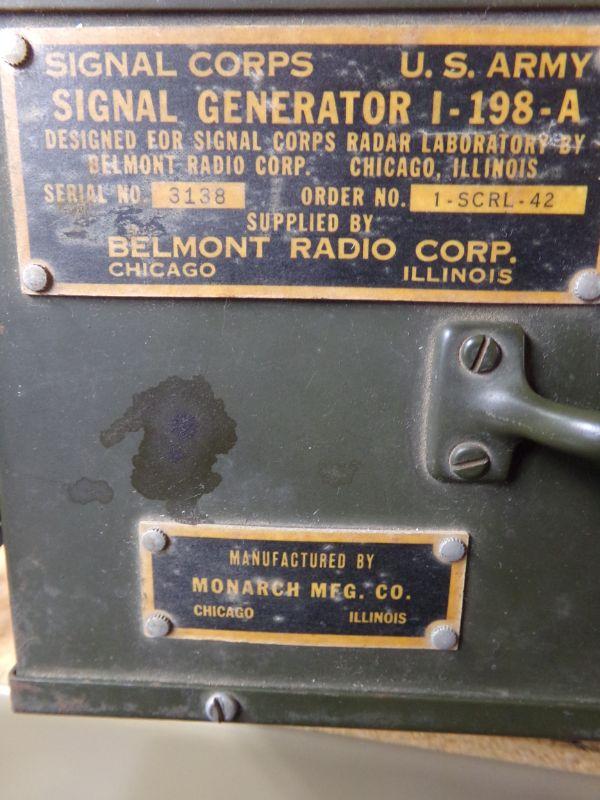 SIGNAL CORPS U. S. ARMY
SIGNAL GENERATOR I-198-A
DESIGNED FOR SIGNAL CORPS RADAR LABORATORY BY
BELMONT RADIO CORP. CHICAGO, ILLINOIS
SERIAL NO. 3138 ORDER NO. 1-SCRL-42
SUPPLIED BY
BELMONT RADIO CORP.
CHICAGO ILLINOIS
MANUFACTURED BY
MONARCH MFG. CO.
CHICAGO ILLINOIS